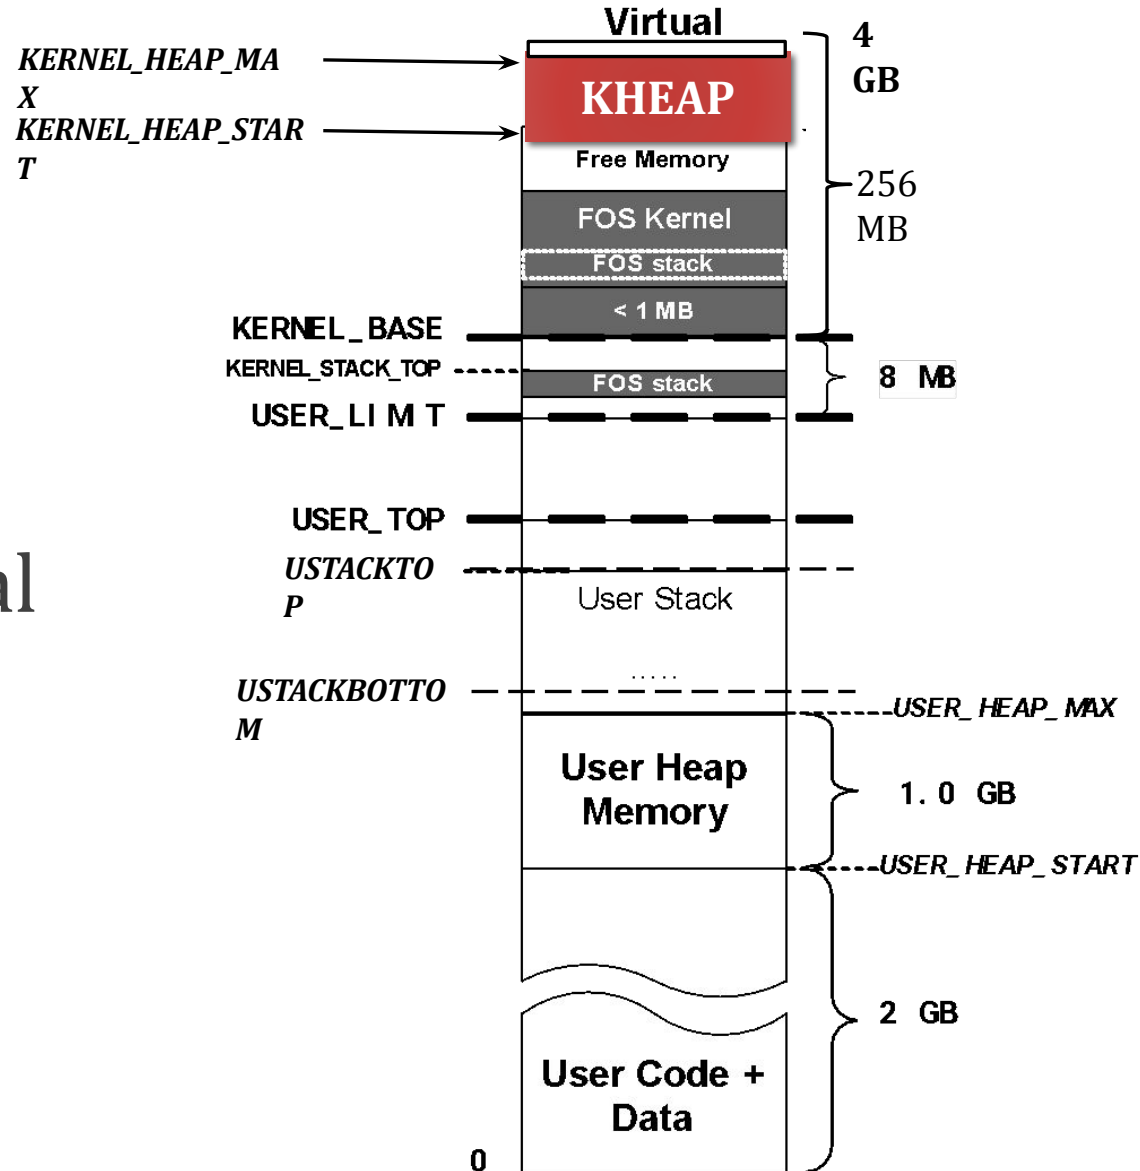 Virtual
4
GB
KERNEL_HEAP_MA
X
KHEAP
KERNEL_HEAP_STAR
T
Free Memory
256
MB
FOS Kernel
FOS stack
< 1 MB
KERNEL_BASE
KERNEL_STACK_TOP
FOS stack
8 MB
USER_LIMIT
USER_TOP
al
USTACKTO
P
User Stack
.....
USTACKBOTTO
M
USER_HEAP_MAX
User Heap
Memory
1.0 GB
USER_HEAP_START
2 GB
User Code +
Data
0